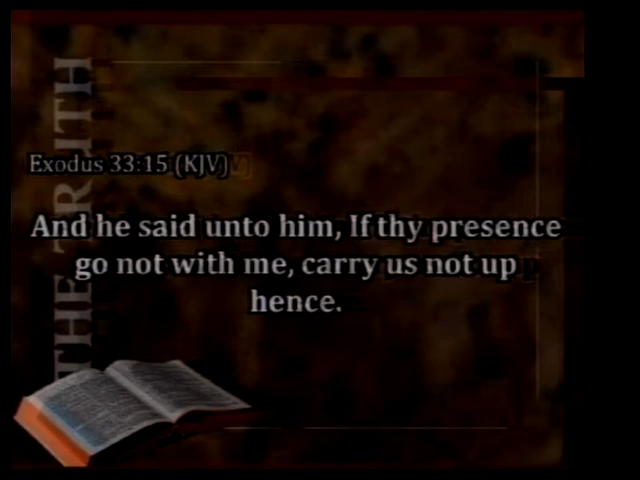 THE TRUTH
Exodus 33:15 (KJV)
And he said unto him, If thy presence
go not with me, carry us not up
hence.